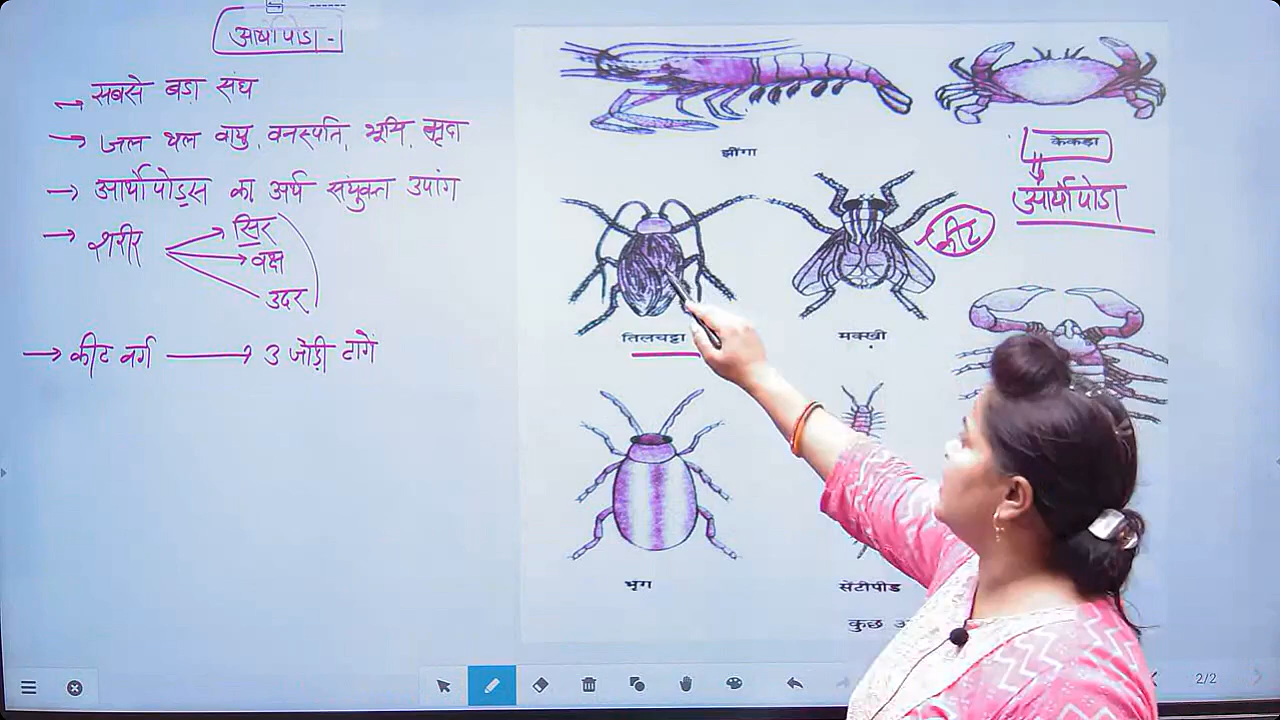 आर्थोपोडा -
→ सबसे बड़ा संघ
→ जल थल वायु, वनस्पति, भूमि, मृदा
→ आर्थोपोड्स का अर्थ संयुक्त उपांग
→ शरीर
सिर
वक्ष
उदर
→ कीट वर्ग → 3 जोड़ी टांगें
झींगा
केकड़ा
आर्थोपोडा
कीट
तिलचट्टा
मक्खी
भृंग
सेंटीपीड
कुछ
2/2